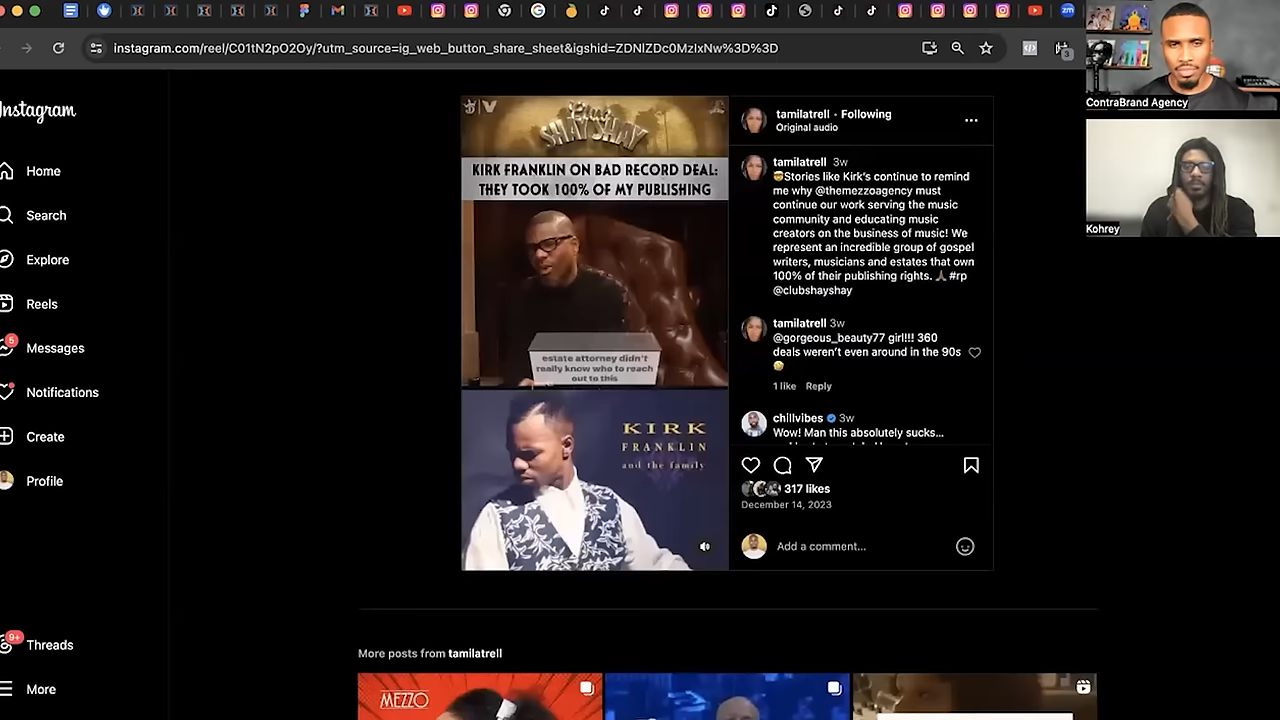 instagram.com/reel/C01tN2pO2Oy/?utm_source=ig_web_button_share_sheet&igshid=ZDNlZDc0MzIxNw%3D%3D
zm
3
ContraBrand Agency
Kohrey
Instagram
Home
Search
Explore
Reels
5
Messages
Notifications
Create
Profile
9+
Threads
More
Club
SHAY SHAY
KIRK FRANKLIN ON BAD RECORD DEAL:
THEY TOOK 100% OF MY PUBLISHING
estate attorney didn't
really know who to reach
out to this
KIRK
FRANKLIN
and the family
tamilatrell • Following
Original audio
tamilatrell 3w
🤯Stories like Kirk's continue to remind
me why @themezzoagency must
continue our work serving the music
community and educating music
creators on the business of music! We
represent an incredible group of gospel
writers, musicians and estates that own
100% of their publishing rights. 🙏🏾 #rp
@clubshayshay
tamilatrell 3w
@gorgeous_beauty77 girl!!! 360
deals weren't even around in the 90s
🤣
1 like Reply
chillvibes 3w
Wow! Man this absolutely sucks...
317 likes
December 14, 2023
Add a comment...
More posts from tamilatrell
MEZZO